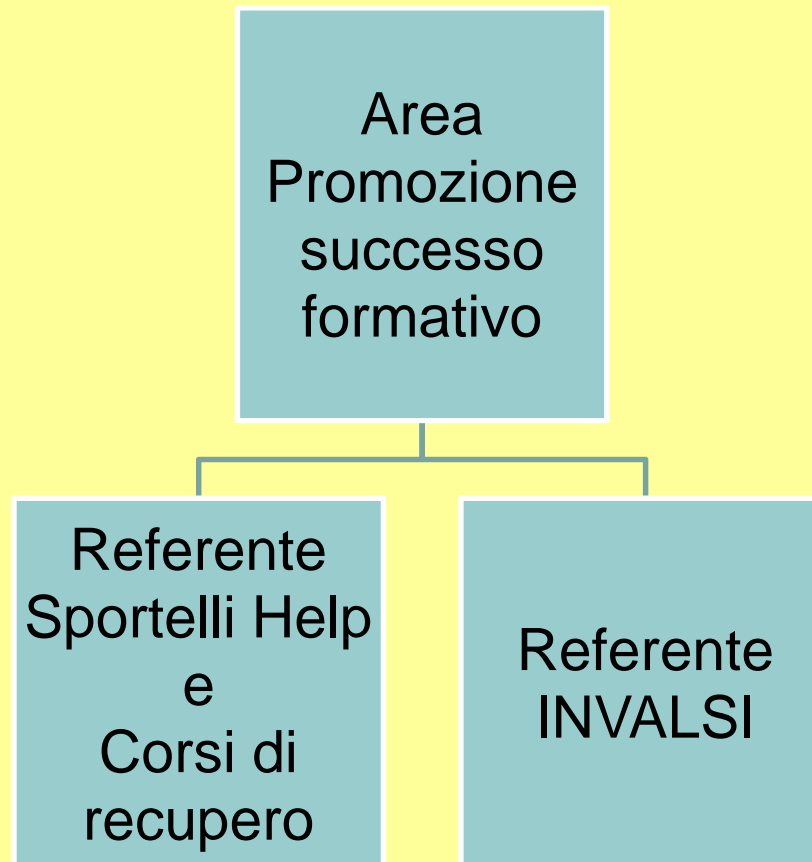 Area
Promozione
successo
formativo
Referente
Sportelli Help
e
Corsi di
recupero
Referente
INVALSI